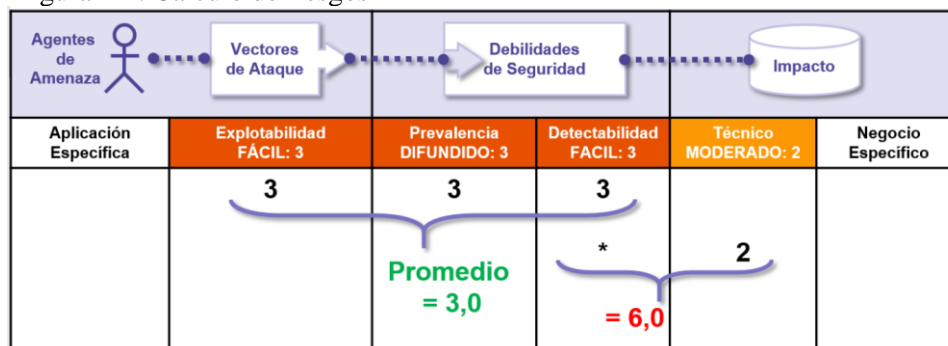 Agentes
de
Amenaza
Vectores
de Ataque
Debilidades
de Seguridad
Impacto
Aplicación
Específica
Explotabilidad
FÁCIL: 3
Prevalencia
DIFUNDIDO: 3
Detectabilidad
FACIL: 3
Técnico
MODERADO: 2
Negocio
Específico
3
3
3
*
2
Promedio
= 3,0
= 6,0